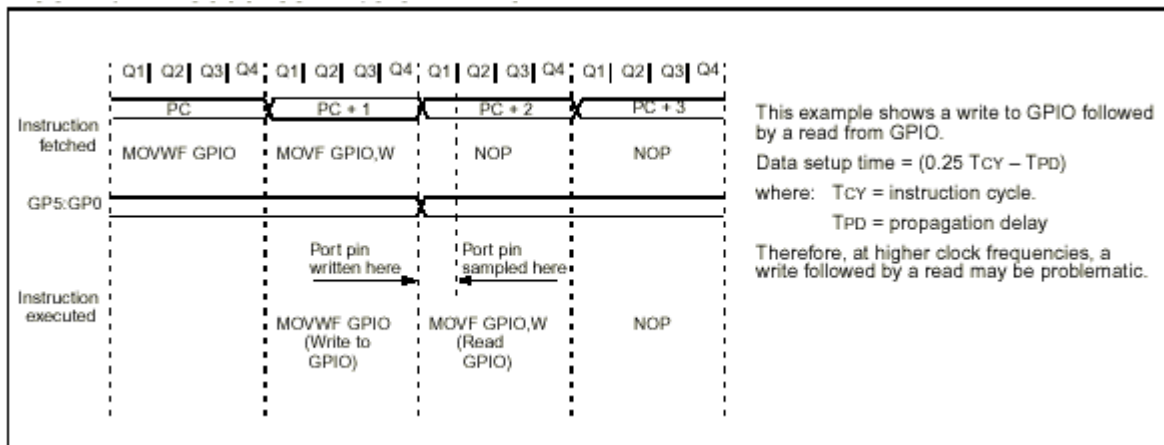 Q1 Q2 Q3 Q4 Q1 Q2 Q3 Q4 Q1 Q2 Q3 Q4 Q1 Q2 Q3 Q4
PC PC + 1 PC + 2 PC + 3
Instruction
fetched
MOVWF GPIO MOVF GPIO,W NOP NOP
GP5:GP0
Port pin
written here
Port pin
sampled here
Instruction
executed
MOVWF GPIO
(Write to
GPIO)
MOVF GPIO,W
(Read
GPIO)
NOP
This example shows a write to GPIO followed
by a read from GPIO.
Data setup time = (0.25 TCY – TPD)
where: TCY = instruction cycle.
TPD = propagation delay
Therefore, at higher clock frequencies, a
write followed by a read may be problematic.